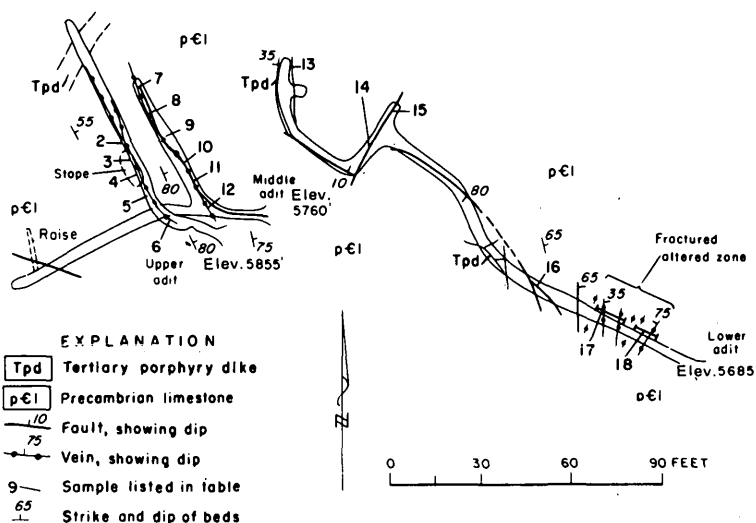 p€l
Tpd
55
2
3
Stope
4
5
6
p€l
Raise
Upper
adit
Elev. 5855'
80
75
7
8
9
10
11
12
80
35
13
Tpd
14
15
10
Middle
adit
Elev.
5760'
p€l
80
p€l
65
Tpd
16
Fractured
altered zone
65
35
17
75
18
Lower
adit
Elev. 5685'
p€l
EXPLANATION
Tpd Tertiary porphyry dike
p€l Precambrian limestone
10 Fault, showing dip
75 Vein, showing dip
9 Sample listed in table
65 Strike and dip of beds
N
0 30 60 90 FEET